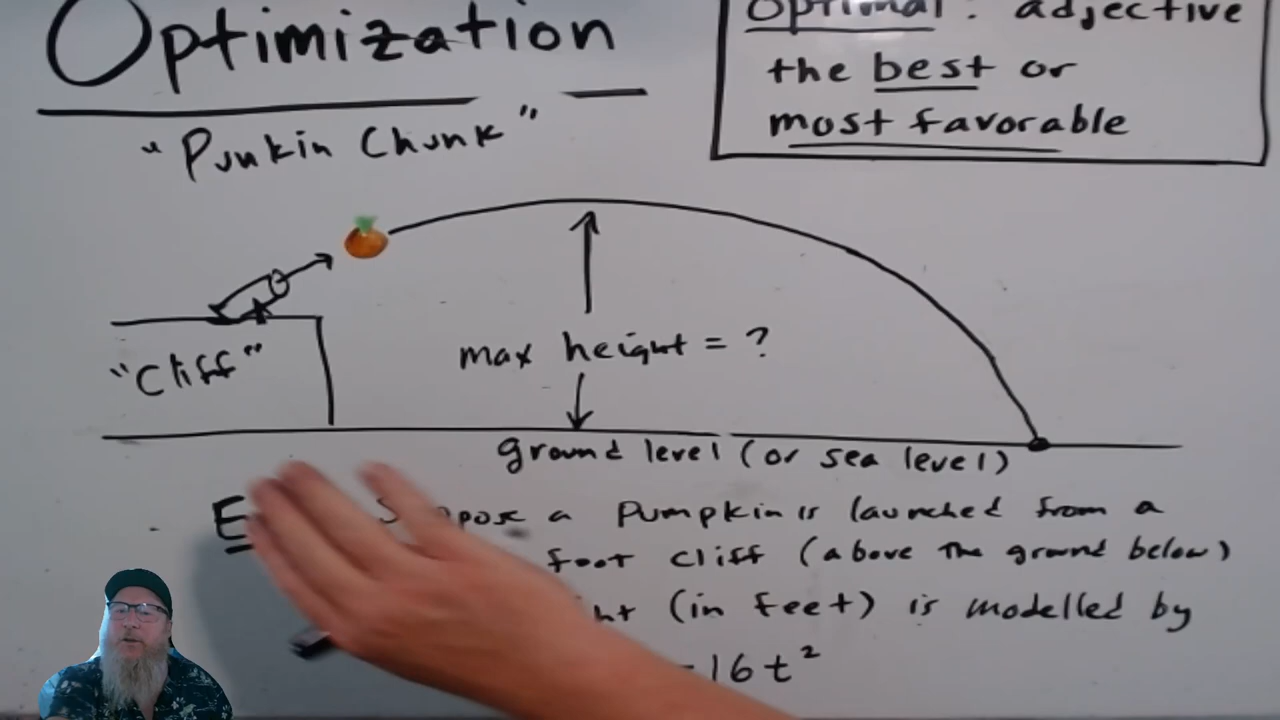 Optimization
Optimal: adjective
the best or
most favorable
"Punkin Chunk"
"Cliff"
max height = ?
ground level (or sea level)
a Pumpkin is launched from a
foot cliff (above the ground below)
(in feet) is modelled by
-16t²